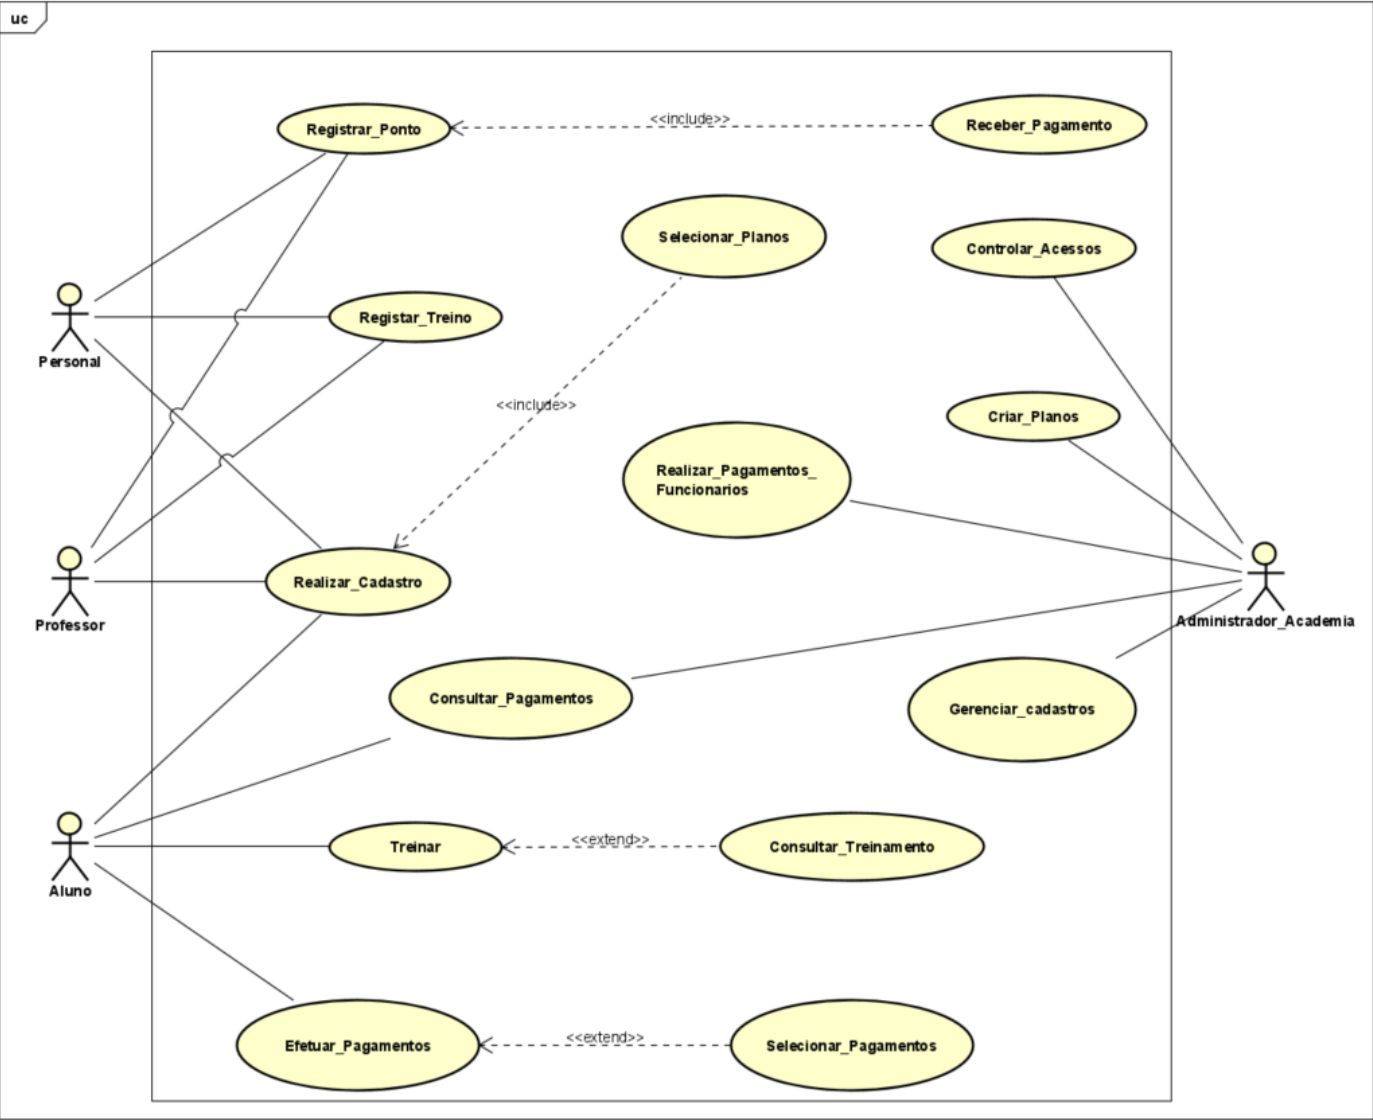 uc
Registrar_Ponto
<<include>>
Receber_Pagamento
Selecionar_Planos
Controlar_Acessos
Registar_Treino
Personal
<<include>>
Criar_Planos
Realizar_Pagamentos_
Funcionarios
Realizar_Cadastro
Professor
Administrador_Academia
Consultar_Pagamentos
Gerenciar_cadastros
Treinar
<<extend>>
Consultar_Treinamento
Aluno
Efetuar_Pagamentos
<<extend>>
Selecionar_Pagamentos